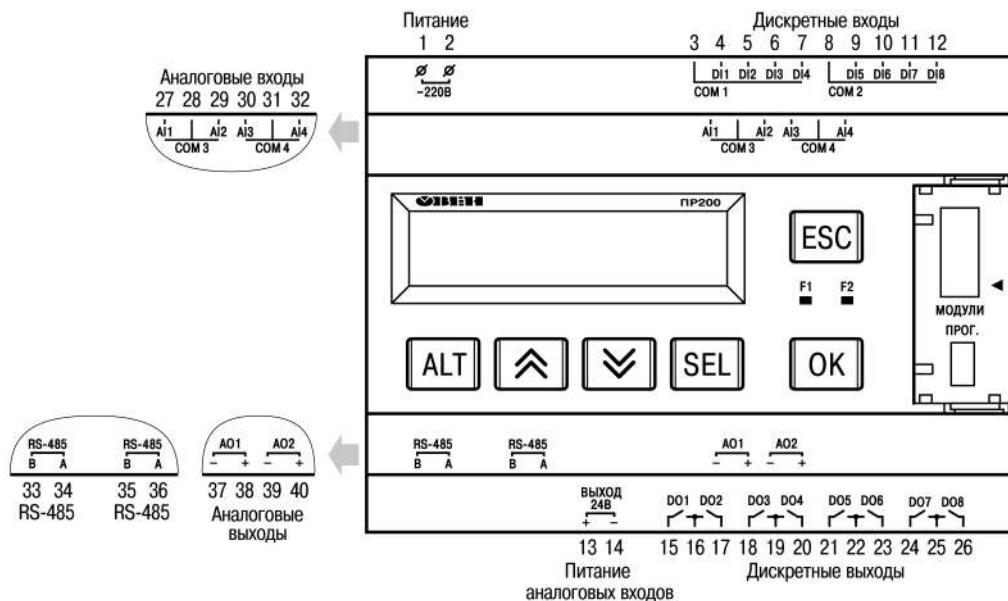 Питание
1 2
~220В
Дискретные входы
3 4 5 6 7 8 9 10 11 12
DI1 DI2 DI3 DI4 DI5 DI6 DI7 DI8
COM 1 COM 2
Аналоговые входы
27 28 29 30 31 32
AI1 AI2 AI3 AI4
COM 3 COM 4
AI1 AI2 AI3 AI4
COM 3 COM 4
ОВЕН ПР200
ESC
F1 F2
МОДУЛИ
ПРОГ.
ALT SEL OK
RS-485 RS-485
B A B A
33 34 35 36
RS-485 RS-485
AO1 AO2
– + – +
37 38 39 40
Аналоговые
выходы
RS-485 RS-485
B A B A
AO1 AO2
– + – +
ВЫХОД
24В
+ –
DO1 DO2 DO3 DO4 DO5 DO6 DO7 DO8
13 14 15 16 17 18 19 20 21 22 23 24 25 26
Питание
аналоговых входов
Дискретные выходы